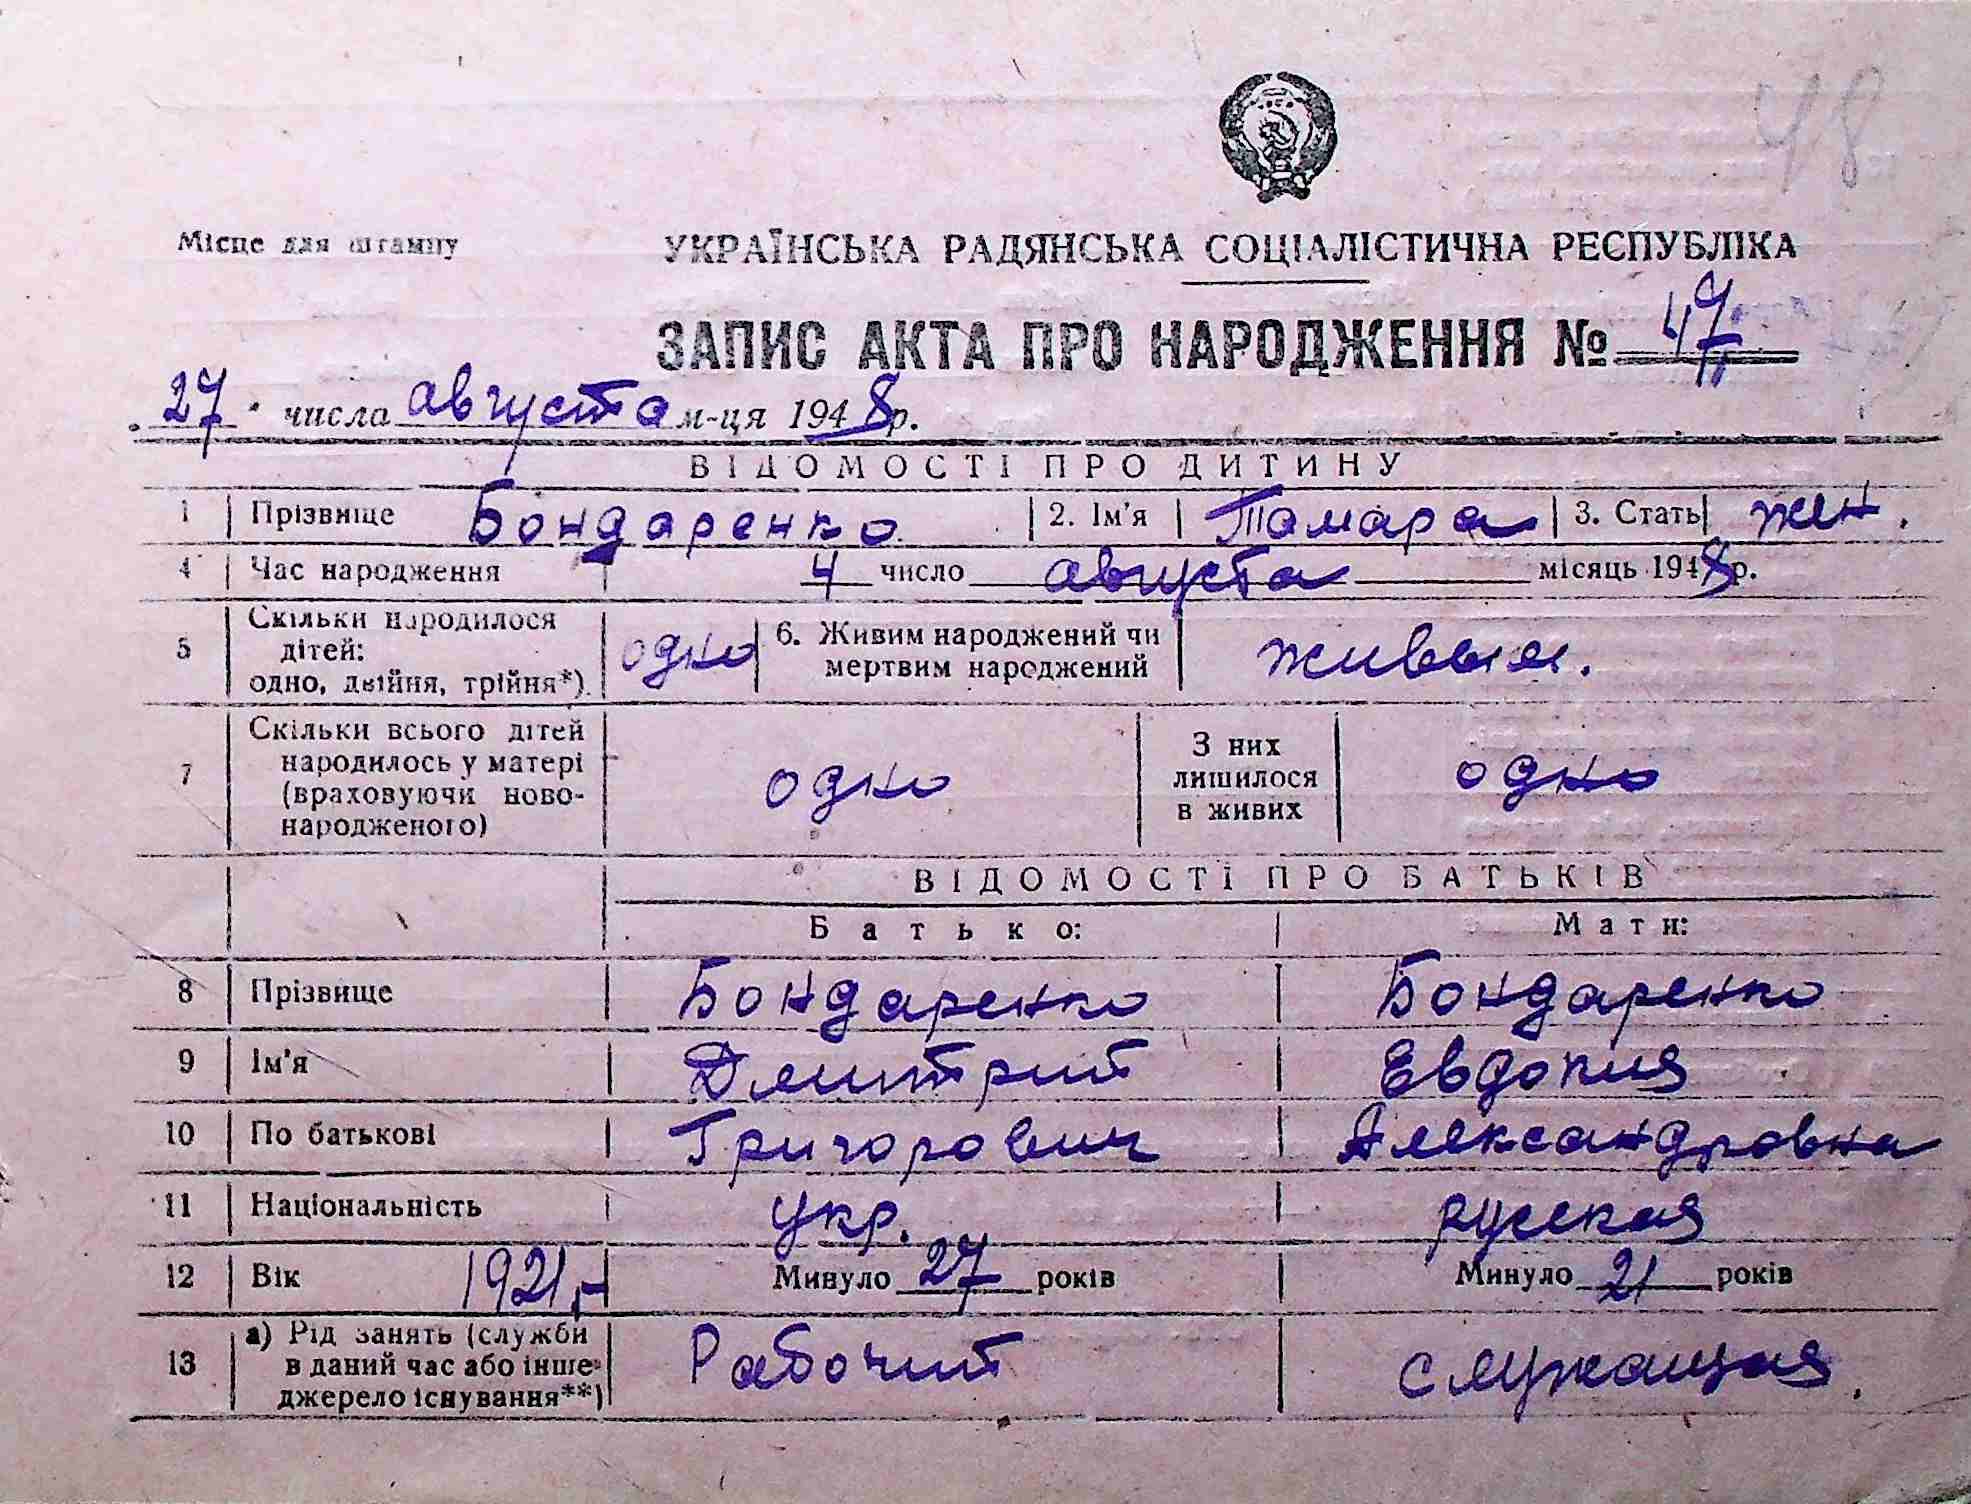 48
Місце для штампу
УКРАЇНСЬКА РАДЯНСЬКА СОЦІАЛІСТИЧНА РЕСПУБЛІКА
ЗАПИС АКТА ПРО НАРОДЖЕННЯ № 47
27 числа августа м-ця 1948 р.
ВІДОМОСТІ ПРО ДИТИНУ
1 Прізвище Бондаренко 2. Ім'я Тамара 3. Стать жен.
4 Час народження 4 число августа місяць 1948 р.
5 Скільки народилося дітей: одно, двійня, трійня*) одно 6. Живим народжений чи мертвим народжений живым.
7 Скільки всього дітей народилось у матері (враховуючи ново-народженого) одно З них лишилося в живих одно
ВІДОМОСТІ ПРО БАТЬКІВ
Батько: Мати:
8 Прізвище Бондаренко Бондаренко
9 Ім'я Дмитрий Евдокия
10 По батькові Григорович Александровна
11 Національність укр. русская
12 Вік 1921,- Минуло 27 років Минуло 21 років
13 а) Рід занять (служби в даний час або інше джерело існування**) Рабочий служащая.